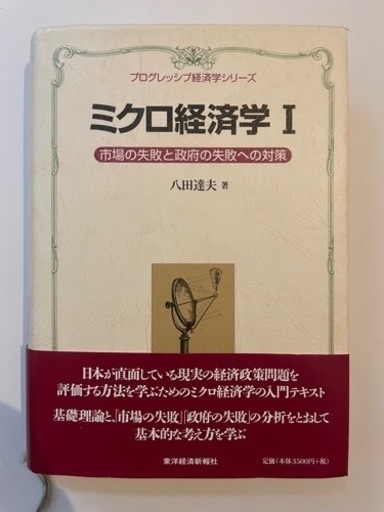 プログレッシブ経済学シリーズ
ミクロ経済学 I
市場の失敗と政府の失敗への対策
八田達夫 著
日本が直面している現実の経済政策問題を
評価する方法を学ぶためのミクロ経済学の入門テキスト
基礎理論と、「市場の失敗」「政府の失敗」の分析をとおして
基本的な考え方を学ぶ
東洋経済新報社
定価（本体3500円+税）